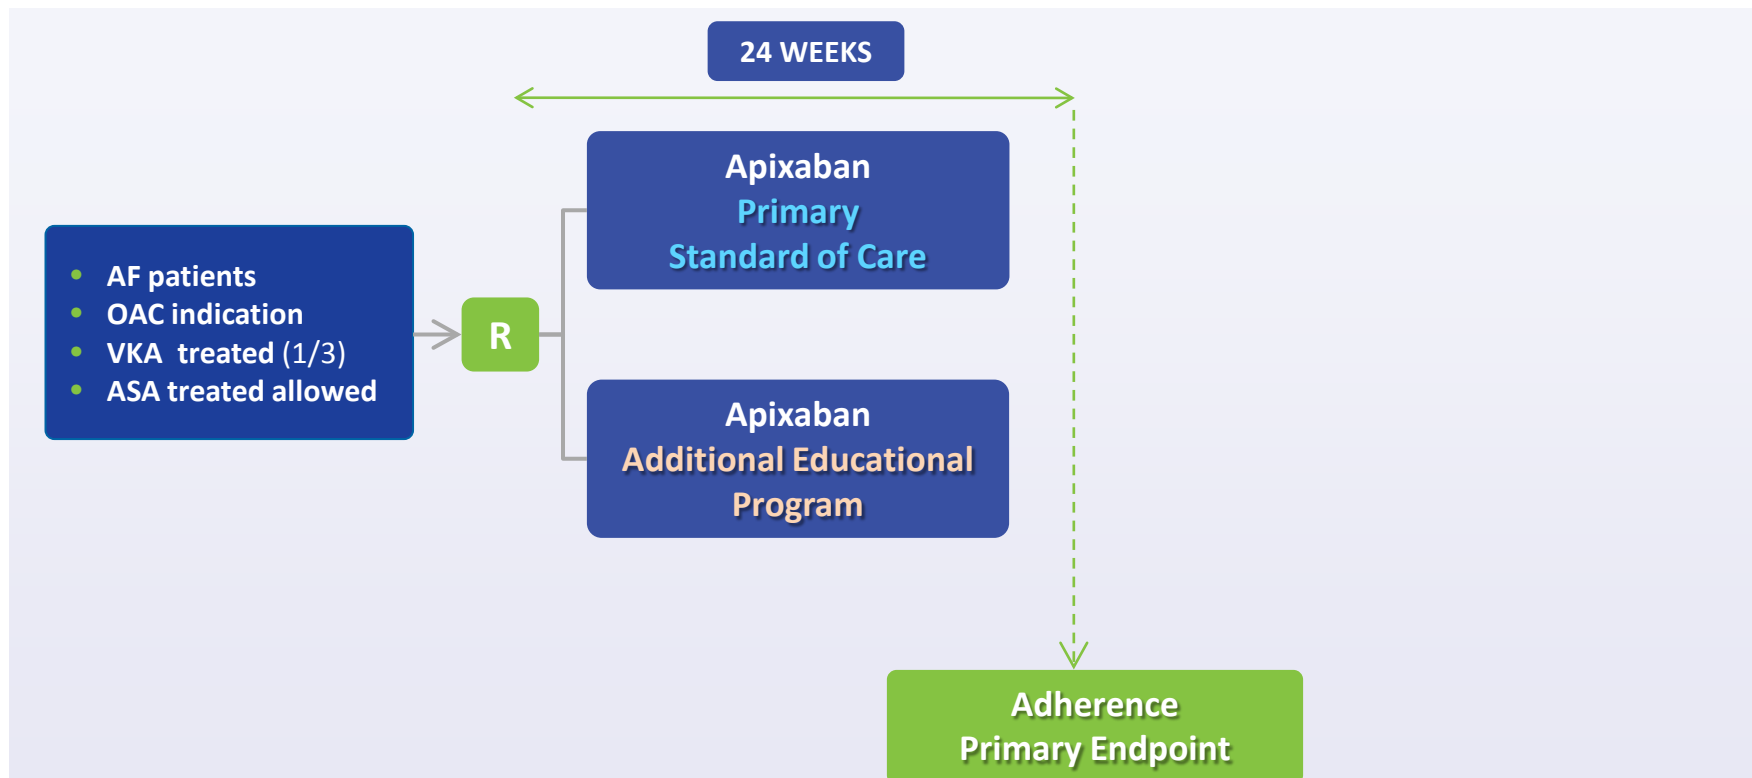 24 WEEKS
Apixaban
Primary
Standard of Care
• AF patients
• OAC indication
• VKA  treated (1/3)
• ASA treated allowed
R
Apixaban
Additional Educational
Program
Adherence
Primary Endpoint